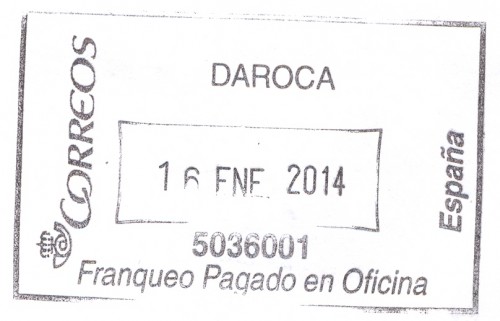 CORREOS
DAROCA
16 ENE 2014
España
5036001
Franqueo Pagado en Oficina